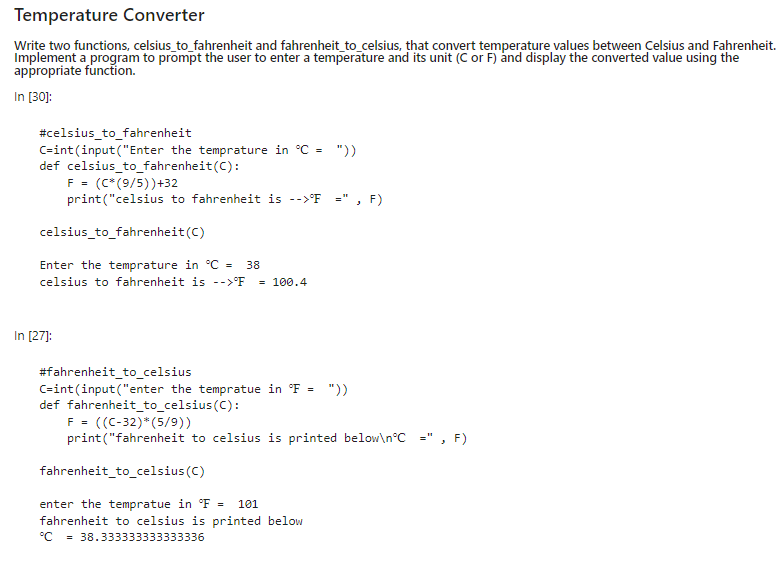 Temperature Converter
Write two functions, celsius_to_fahrenheit and fahrenheit_to_celsius, that convert temperature values between Celsius and Fahrenheit.
Implement a program to prompt the user to enter a temperature and its unit (C or F) and display the converted value using the
appropriate function.
In [30]:
#celsius_to_fahrenheit
C=int(input("Enter the temprature in °C =  "))
def celsius_to_fahrenheit(C):
    F = (C*(9/5))+32
    print("celsius to fahrenheit is -->°F  =" , F)
celsius_to_fahrenheit(C)
Enter the temprature in °C =  38
celsius to fahrenheit is -->°F  = 100.4
In [27]:
#fahrenheit_to_celsius
C=int(input("enter the tempratue in °F =  "))
def fahrenheit_to_celsius(C):
    F = ((C-32)*(5/9))
    print("fahrenheit to celsius is printed below\n°C  =" , F)
fahrenheit_to_celsius(C)
enter the tempratue in °F =  101
fahrenheit to celsius is printed below
°C  = 38.333333333333336